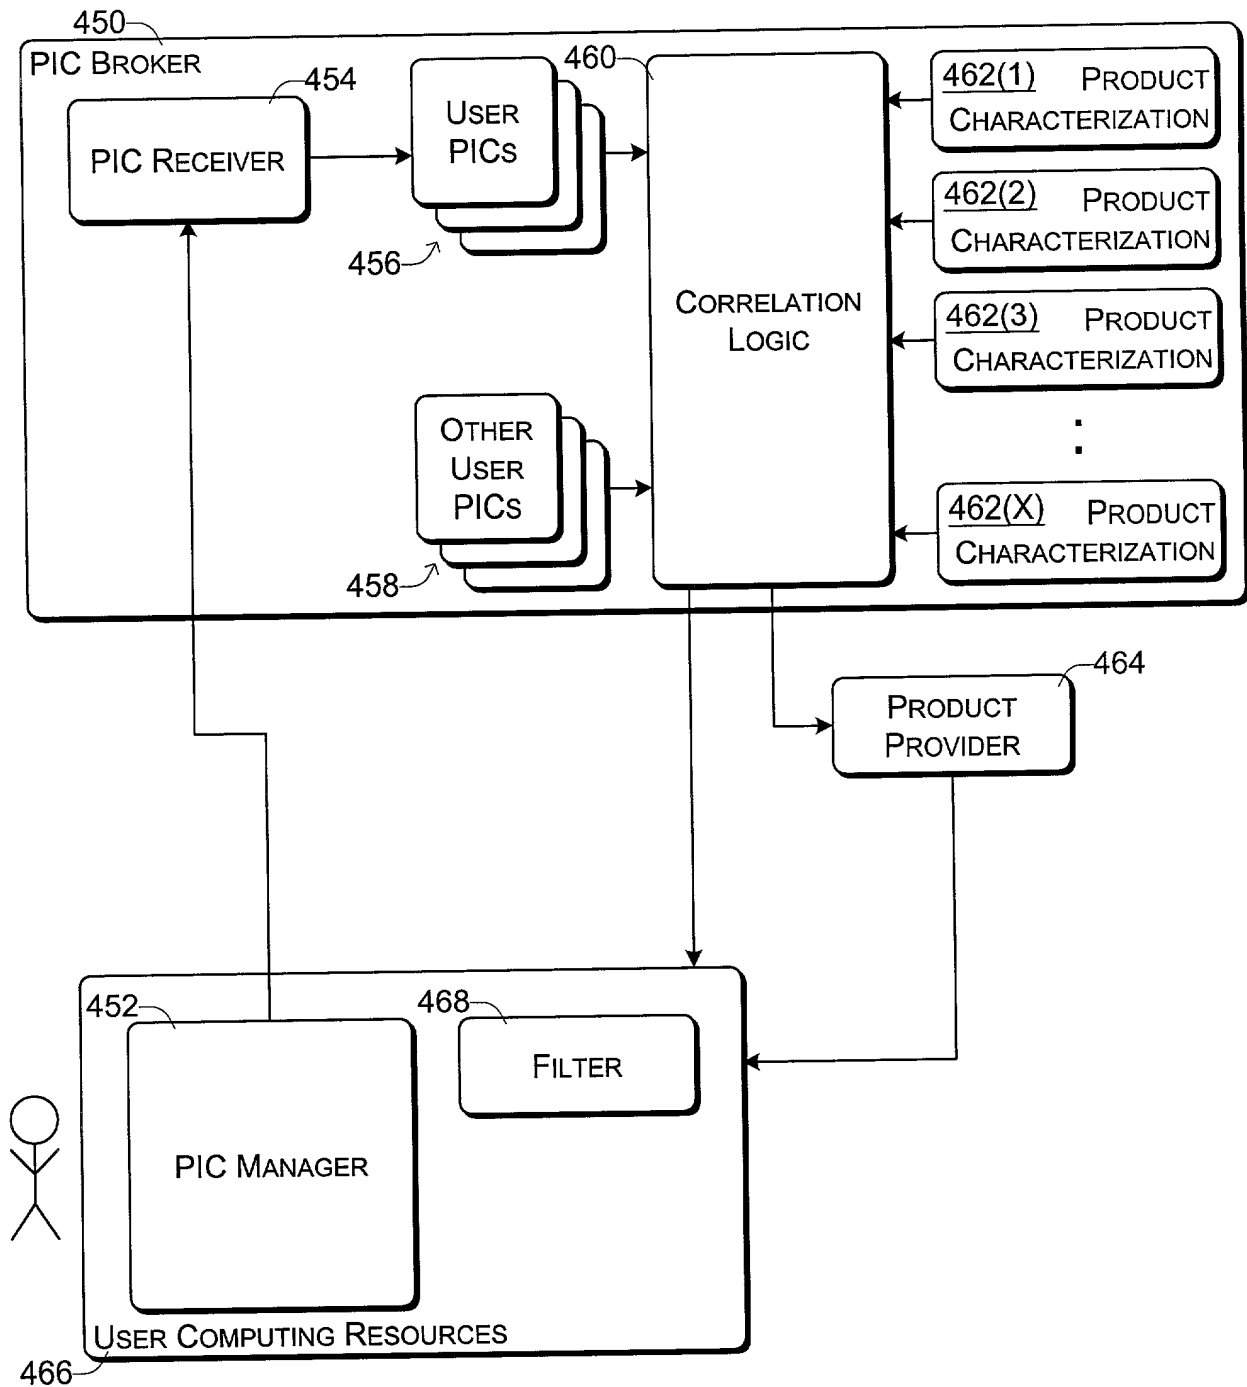 450
PIC BROKER
454
PIC RECEIVER
USER
PICS
456
460
CORRELATION
LOGIC
462(1) PRODUCT
CHARACTERIZATION
462(2) PRODUCT
CHARACTERIZATION
462(3) PRODUCT
CHARACTERIZATION
462(X) PRODUCT
CHARACTERIZATION
OTHER
USER
PICS
458
464
PRODUCT
PROVIDER
452
PIC MANAGER
468
FILTER
USER COMPUTING RESOURCES
466